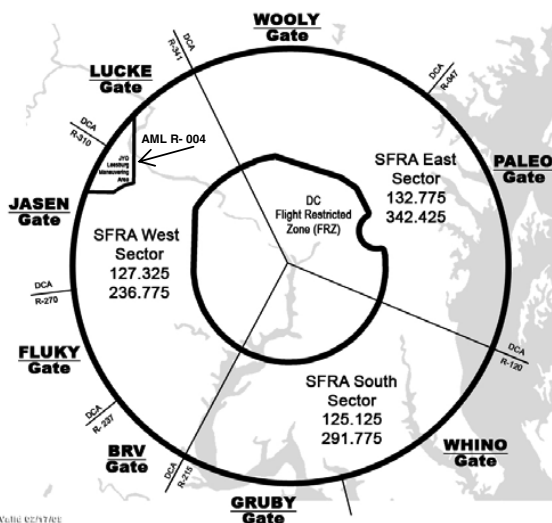 WOOLY
Gate
DCA
R-341
LUCKE
Gate
DCA
R-047
DCA
R-310
AML R- 004
JYO
Leesburg
Maneuvering
Area
SFRA East
Sector
132.775
342.425
PALEO
Gate
DC
Flight Restricted
Zone (FRZ)
JASEN
Gate
SFRA West
Sector
127.325
236.775
DCA
R-270
DCA
R-120
FLUKY
Gate
SFRA South
Sector
125.125
291.775
DCA
R- 237
BRV
Gate
WHINO
Gate
DCA
R-215
GRUBY
Gate